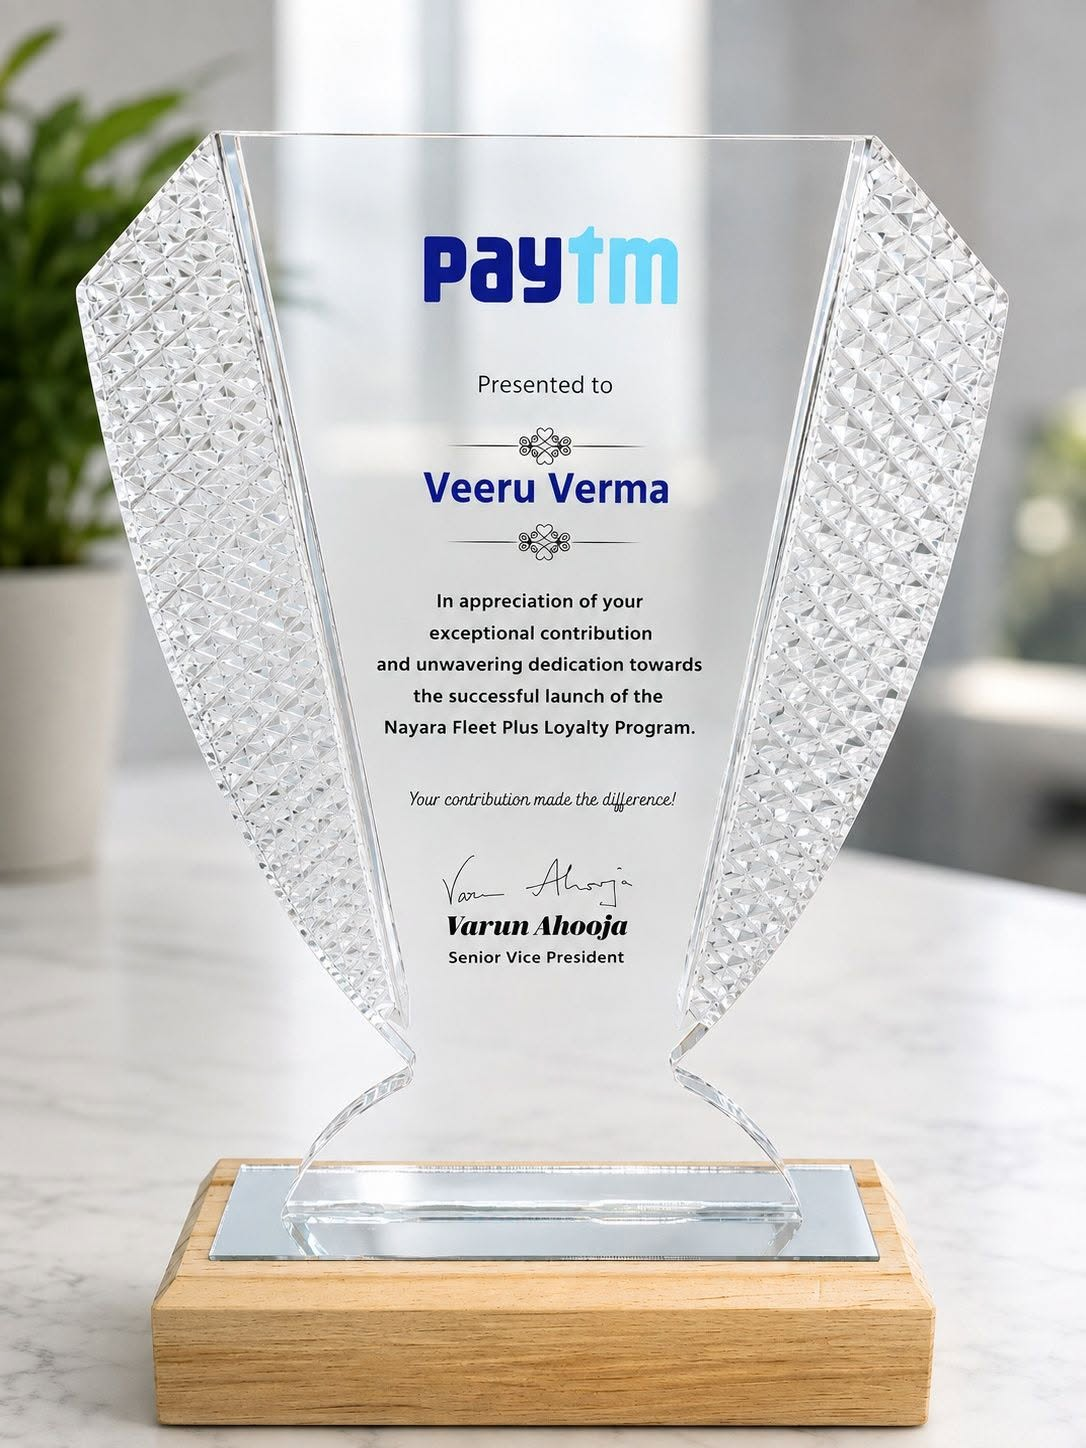 paytm
Presented to
Veeru Verma
In appreciation of your
exceptional contribution
and unwavering dedication towards
the successful launch of the
Nayara Fleet Plus Loyalty Program.
Your contribution made the difference!
Varun Ahooja
Varun Ahooja
Senior Vice President